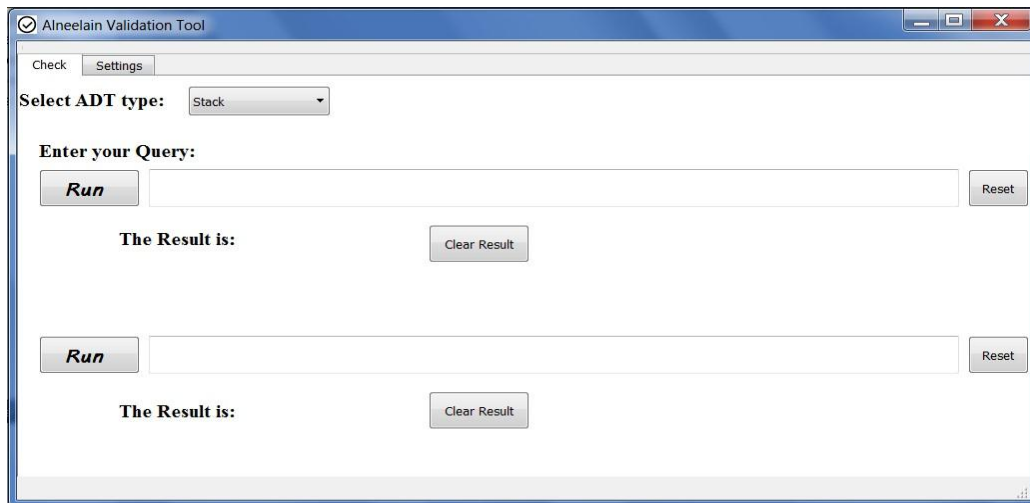 Alneelain Validation Tool
Check Settings
Select ADT type: Stack
Enter your Query:
Run Reset
The Result is: Clear Result
Run Reset
The Result is: Clear Result